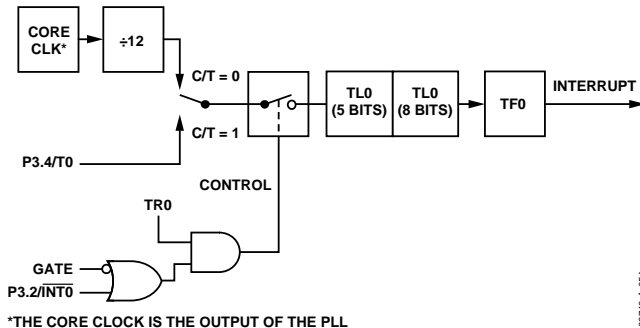 CORE
CLK*
÷12
C/T = 0
C/T = 1
P3.4/T0
TL0
(5 BITS)
TL0
(8 BITS)
TF0
INTERRUPT
CONTROL
TR0
GATE
P3.2/INT0
*THE CORE CLOCK IS THE OUTPUT OF THE PLL